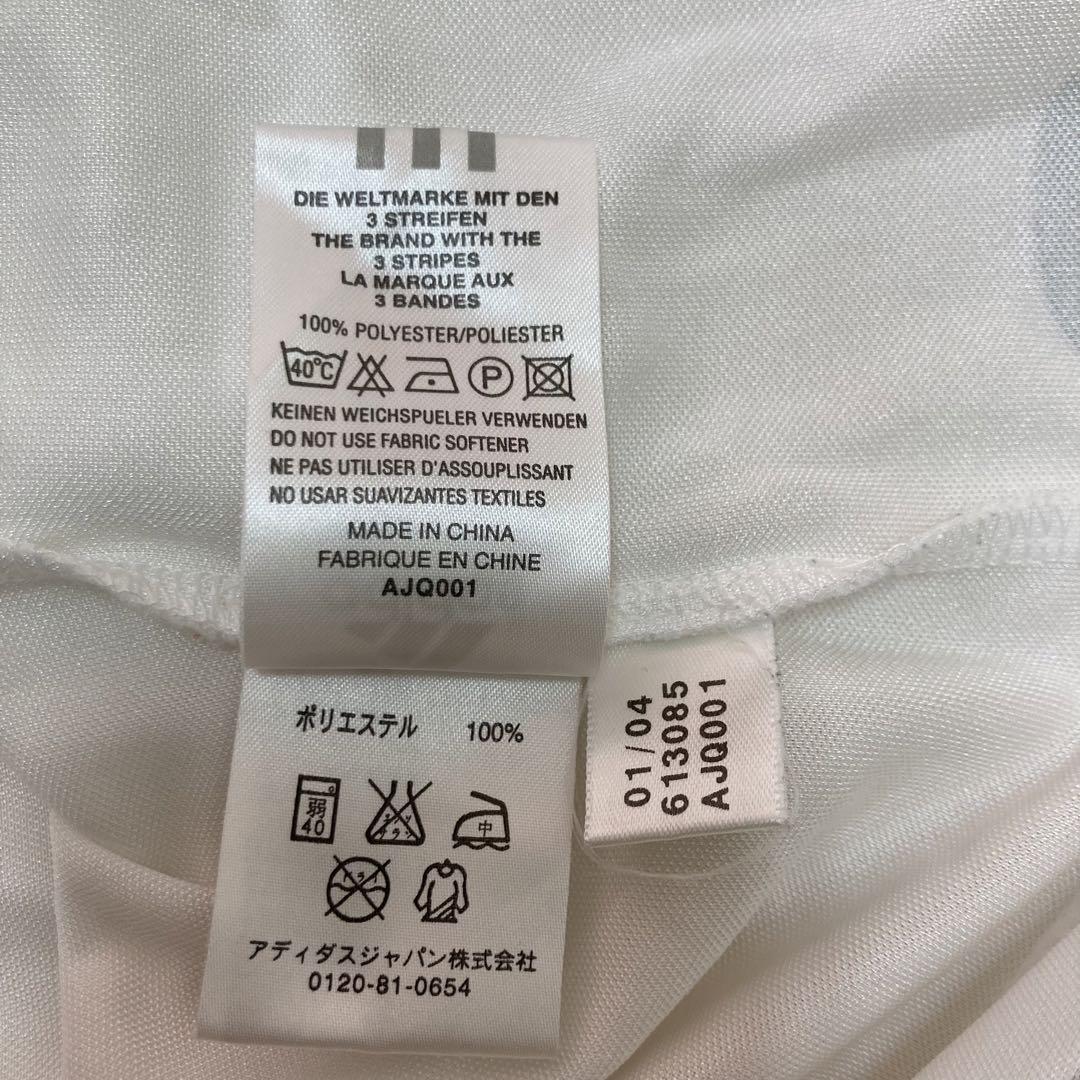 DIE WELTMARKE MIT DEN
3 STREIFEN
THE BRAND WITH THE
3 STRIPES
LA MARQUE AUX
3 BANDES
100% POLYESTER/POLIESTER
40°C P
KEINEN WEICHSPUELER VERWENDEN
DO NOT USE FABRIC SOFTENER
NE PAS UTILISER D'ASSOUPLISSANT
NO USAR SUAVIZANTES TEXTILES
MADE IN CHINA
FABRIQUE EN CHINE
AJQ001
ポリエステル 100%
弱 中
40
ドライ
アディダスジャパン株式会社
0120-81-0654
01/04
613085
AJQ001